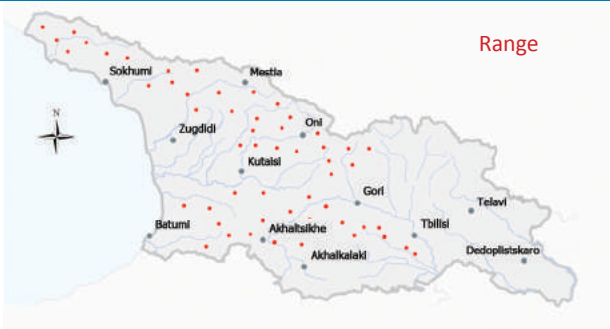 Range
Sokhumi
Mestia
N
Zugdidi
Oni
Kutaisi
Gori
Telavi
Batumi
Akhaltsikhe
Tbilisi
Akhalkalaki
Dedoplistskaro